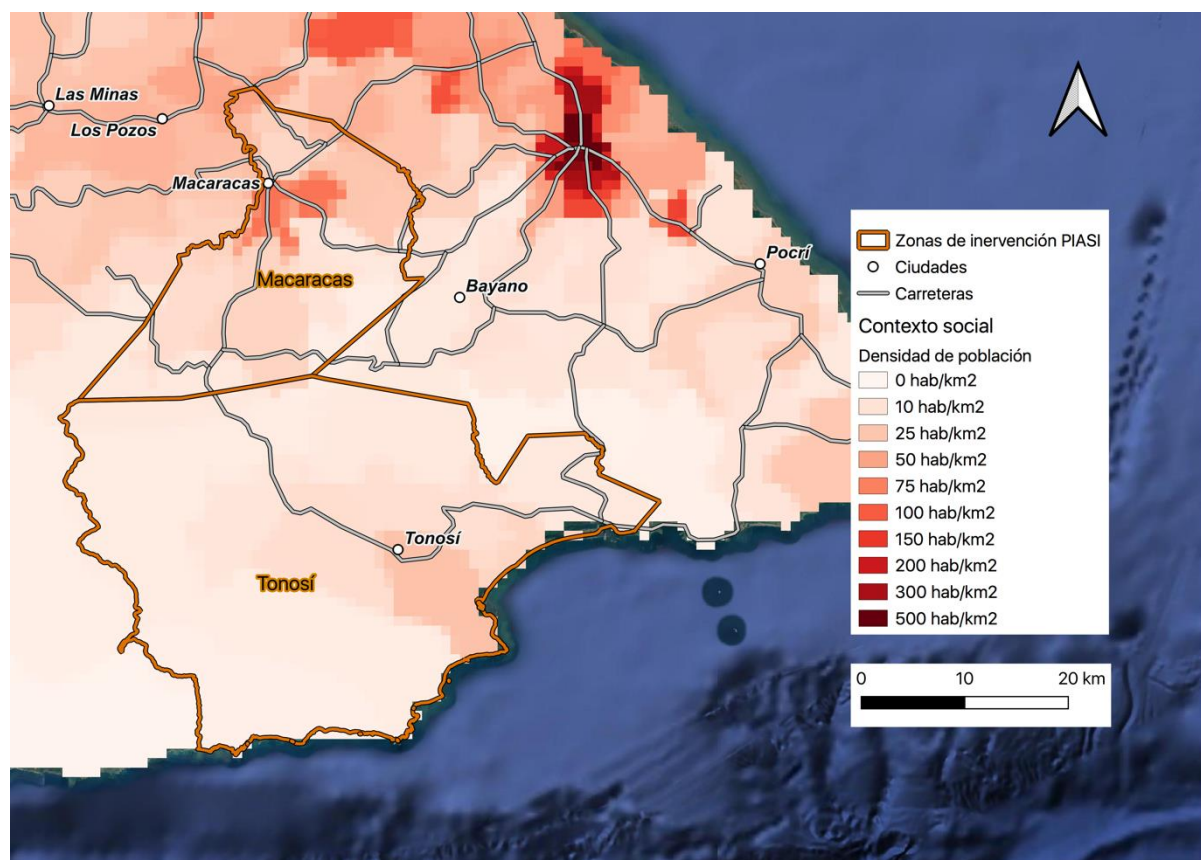 Las Minas
Los Pozos
Macaracas
Macaracas
Bayano
Pocrí
Tonosí
Tonosí
Zonas de inervención PIASI
Ciudades
Carreteras
Contexto social
Densidad de población
0 hab/km2
10 hab/km2
25 hab/km2
50 hab/km2
75 hab/km2
100 hab/km2
150 hab/km2
200 hab/km2
300 hab/km2
500 hab/km2
0 10 20 km